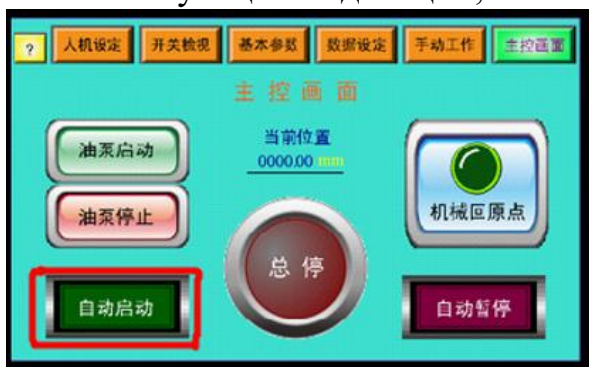 ? 人机设定 开关检视 基本参数 数据设定 手动工作 主控画面
主控画面
当前位置
0000.00 mm
油泵启动
油泵停止
机械回原点
总停
自动启动
自动暂停